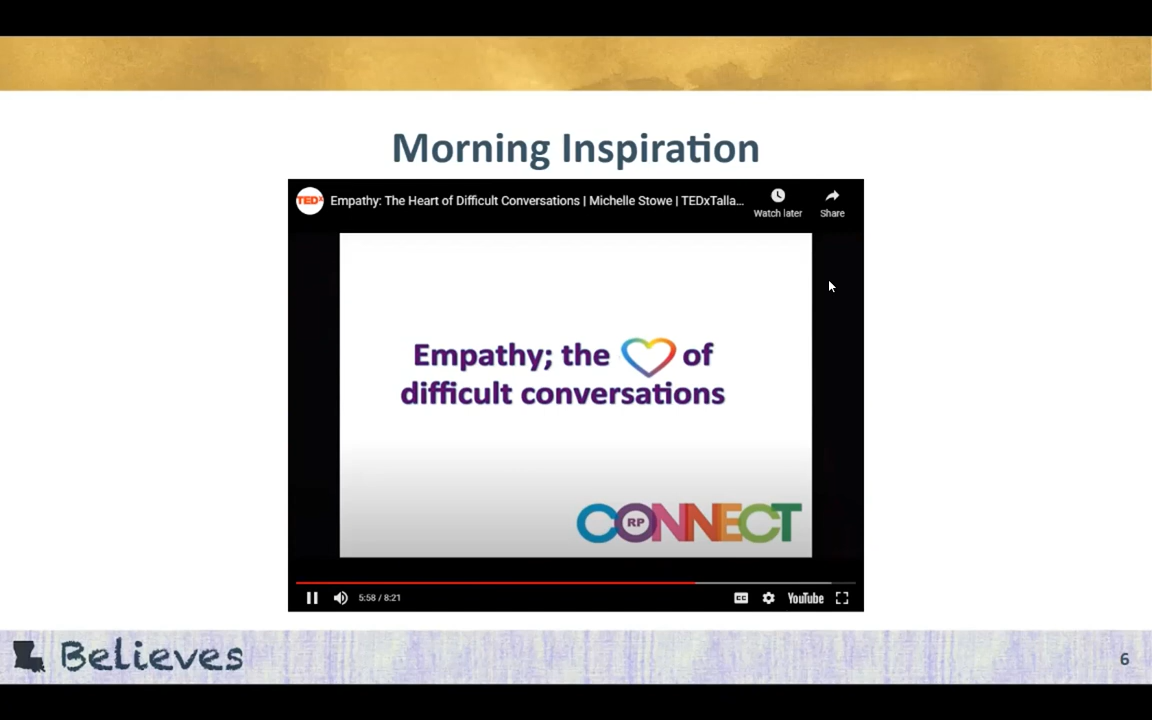 Morning Inspiration
TEDx
Empathy: The Heart of Difficult Conversations | Michelle Stowe | TEDxTalla...
Watch later
Share
Empathy; the of
difficult conversations
CONNECT
RP
5:58 / 8:21
CC
YouTube
Believes
6